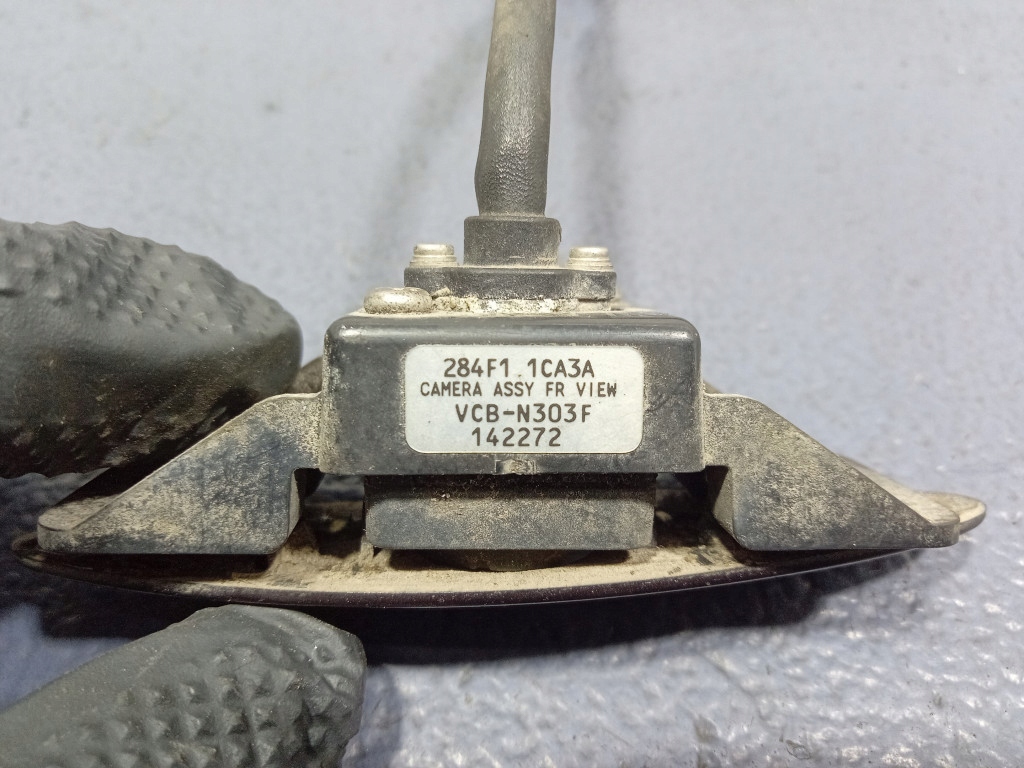 284F1 1CA3A
CAMERA ASSY FR VIEW
VCB-N303F
142272